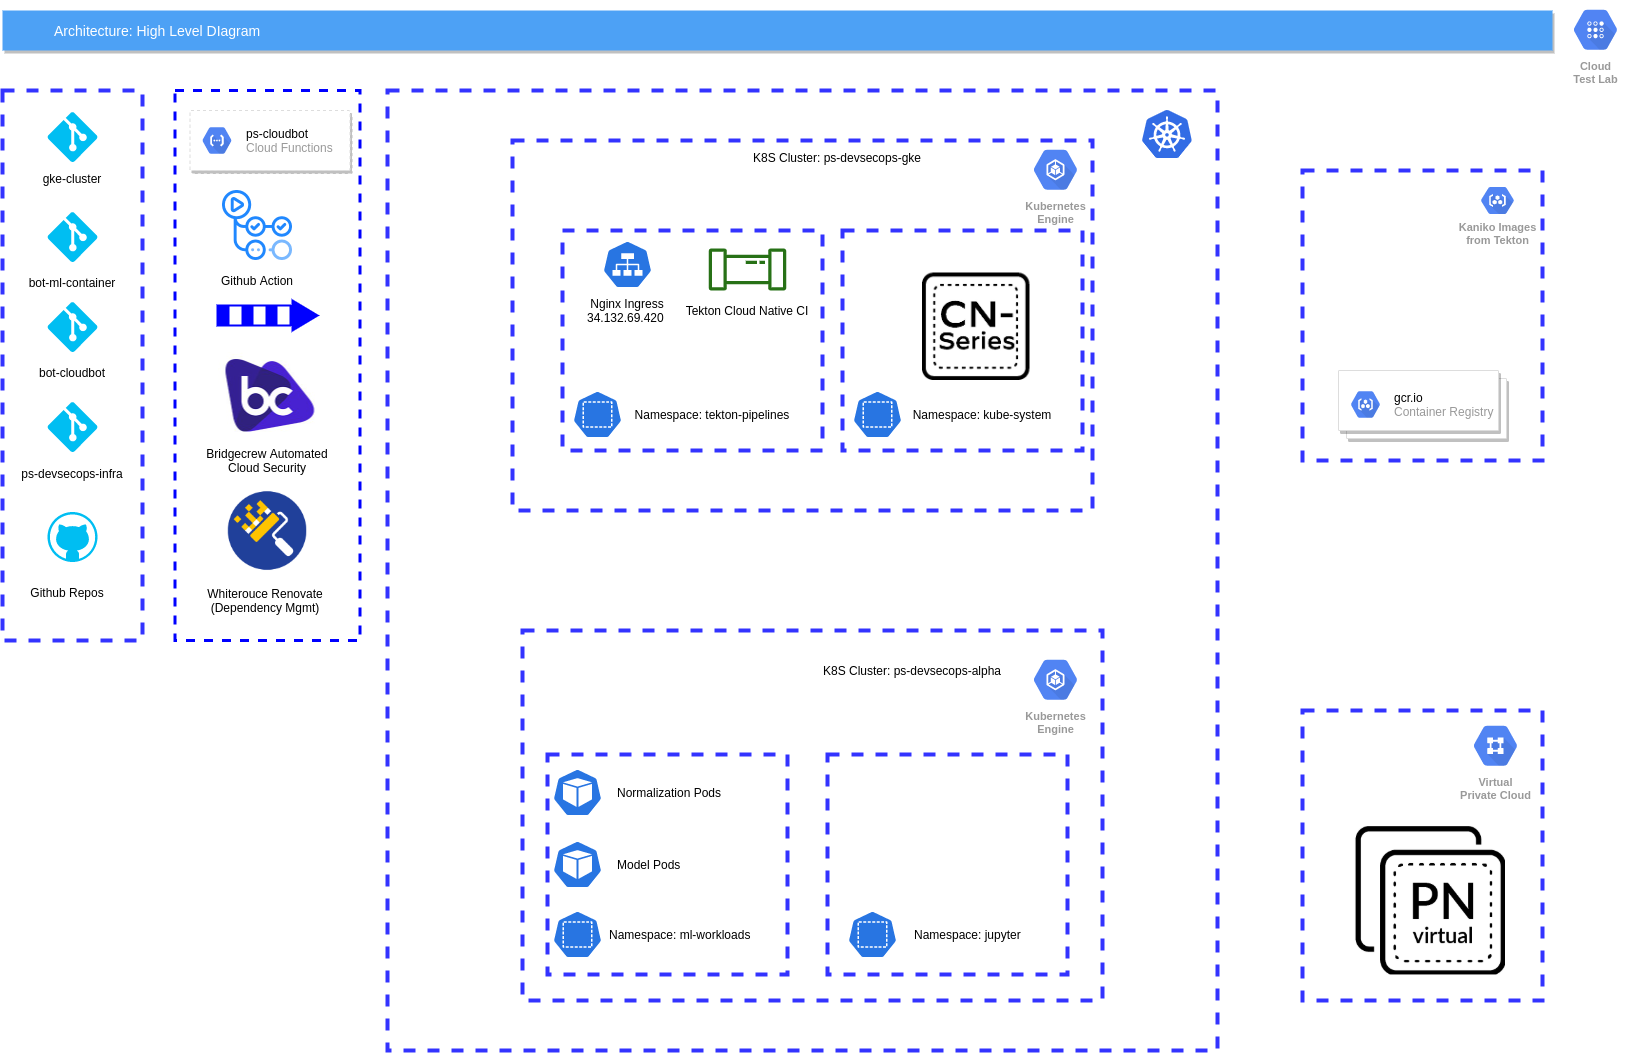 Architecture: High Level DIagram
Cloud
Test Lab
gke-cluster
bot-ml-container
bot-cloudbot
ps-devsecops-infra
Github Repos
ps-cloudbot
Cloud Functions
Github Action
bc
Bridgecrew Automated
Cloud Security
Whiterouce Renovate
(Dependency Mgmt)
K8S Cluster: ps-devsecops-gke
Kubernetes
Engine
Nginx Ingress
34.132.69.420
Tekton Cloud Native CI
Namespace: tekton-pipelines
CN-
Series
Namespace: kube-system
K8S Cluster: ps-devsecops-alpha
Kubernetes
Engine
Normalization Pods
Model Pods
Namespace: ml-workloads
Namespace: jupyter
Kaniko Images
from Tekton
gcr.io
Container Registry
Virtual
Private Cloud
PN
virtual